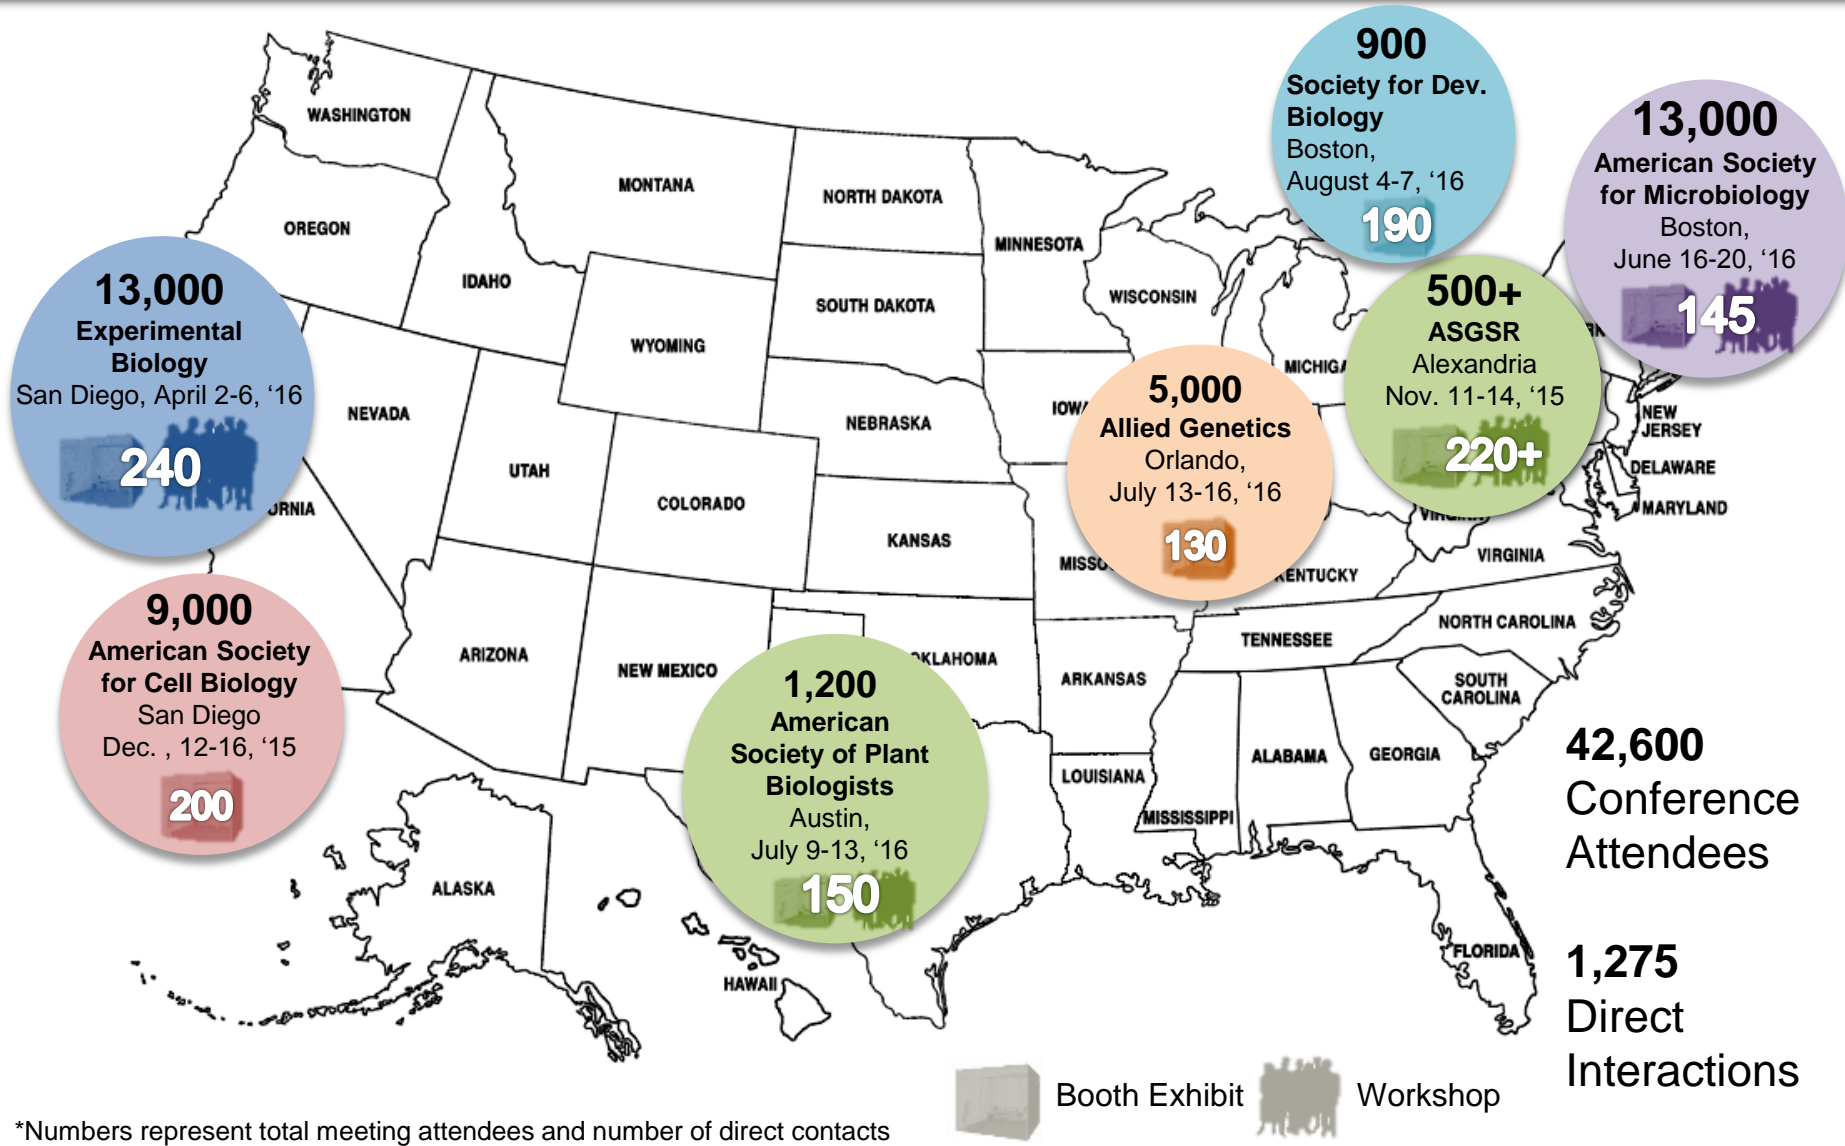 900
Society for Dev.
Biology
Boston,
August 4-7, ‘16
190
13,000
American Society
for Microbiology
Boston,
June 16-20, ‘16
145
500+
ASGSR
Alexandria
Nov. 11-14, ‘15
220+
13,000
Experimental
Biology
San Diego, April 2-6, ‘16
240
5,000
Allied Genetics
Orlando,
July 13-16, ‘16
130
9,000
American Society
for Cell Biology
San Diego
Dec. , 12-16, ‘15
200
1,200
American
Society of Plant
Biologists
Austin,
July 9-13, ‘16
150
WASHINGTON
OREGON
IDAHO
MONTANA
NORTH DAKOTA
MINNESOTA
SOUTH DAKOTA
WISCONSIN
WYOMING
MICHIGA
NEVADA
UTAH
COLORADO
NEBRASKA
IOWA
KANSAS
MISSO
KENTUCKY
VIRGINIA
VIRGINIA
NEW
JERSEY
DELAWARE
MARYLAND
RNIA
ARIZONA
NEW MEXICO
OKLAHOMA
ARKANSAS
TENNESSEE
NORTH CAROLINA
SOUTH
CAROLINA
LOUISIANA
MISSISSIPPI
ALABAMA
GEORGIA
FLORIDA
ALASKA
HAWAII
42,600
Conference
Attendees
1,275
Direct
Interactions
Booth Exhibit
Workshop
*Numbers represent total meeting attendees and number of direct contacts